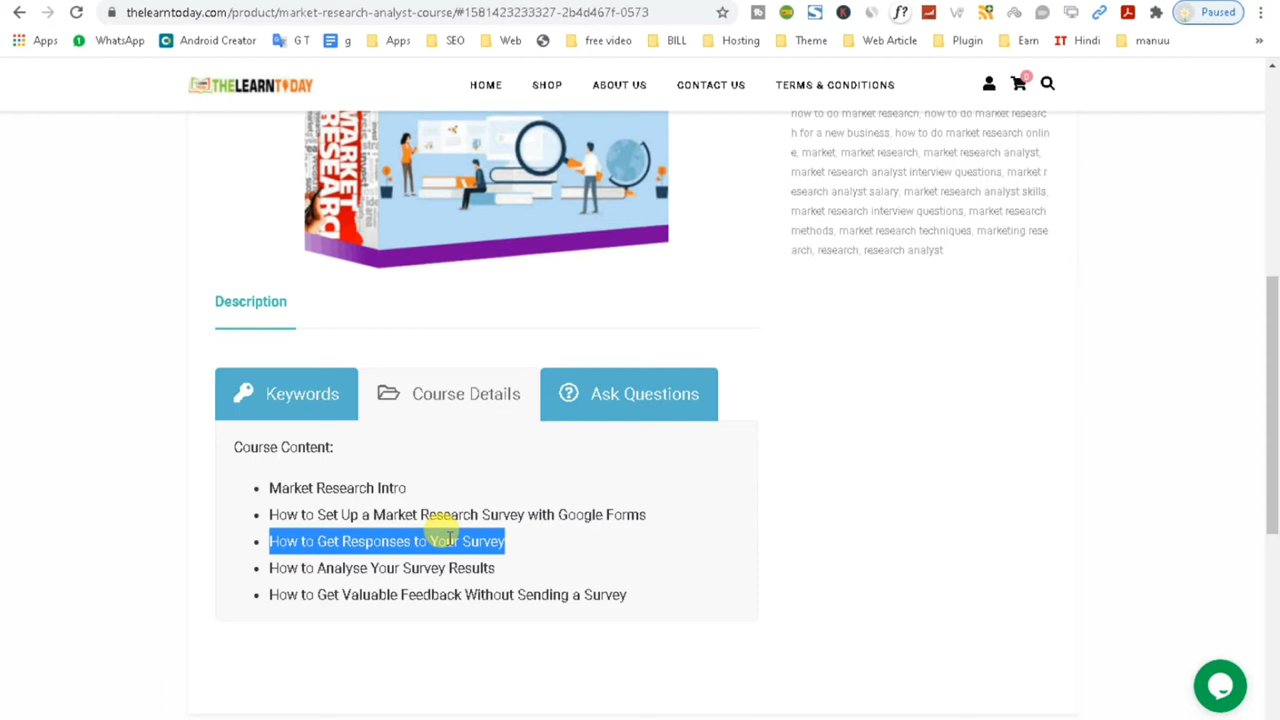 thelearntoday.com/product/market-research-analyst-course/#1581423233327-2b4d467f-0573
Paused
Apps
WhatsApp
Android Creator
G T
g
Apps
SEO
Web
free video
BILL
Hosting
Theme
Web Article
Plugin
Earn
IT Hindi
manuu
»
THELEARNTODAY
HOME
SHOP
ABOUT US
CONTACT US
TERMS & CONDITIONS
0
MARKET
RESEARC
how to do market research, how to do mark researc
h for a new business, how to do market research onlin
e, market, market research, market research analyst,
market research analyst interview questions, market r
esearch analyst salary, market research analyst skills,
market research interview questions, market research
methods, market research techniques, marketing rese
arch, research, research analyst
Description
Keywords
Course Details
Ask Questions
Course Content:
• Market Research Intro
• How to Set Up a Market Research Survey with Google Forms
• How to Get Responses to Your Survey
• How to Analyse Your Survey Results
• How to Get Valuable Feedback Without Sending a Survey